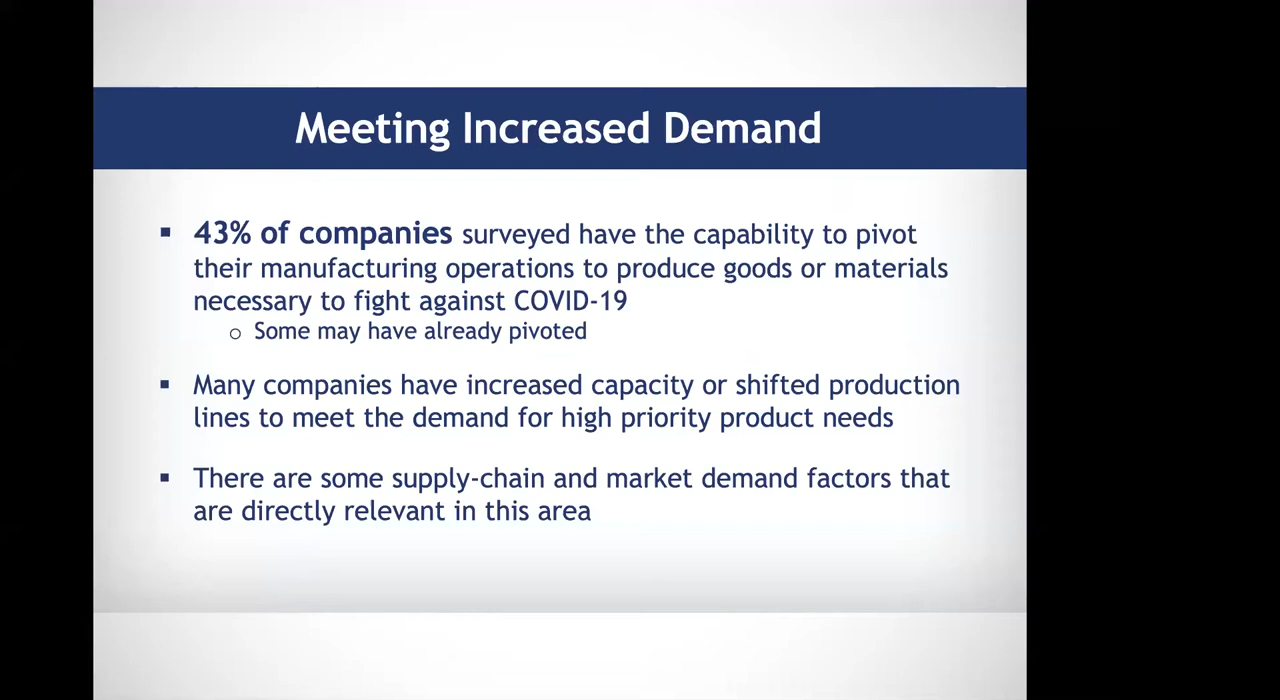 Meeting Increased Demand
▪ 43% of companies surveyed have the capability to pivot
their manufacturing operations to produce goods or materials
necessary to fight against COVID-19
o Some may have already pivoted
▪ Many companies have increased capacity or shifted production
lines to meet the demand for high priority product needs
▪ There are some supply-chain and market demand factors that
are directly relevant in this area